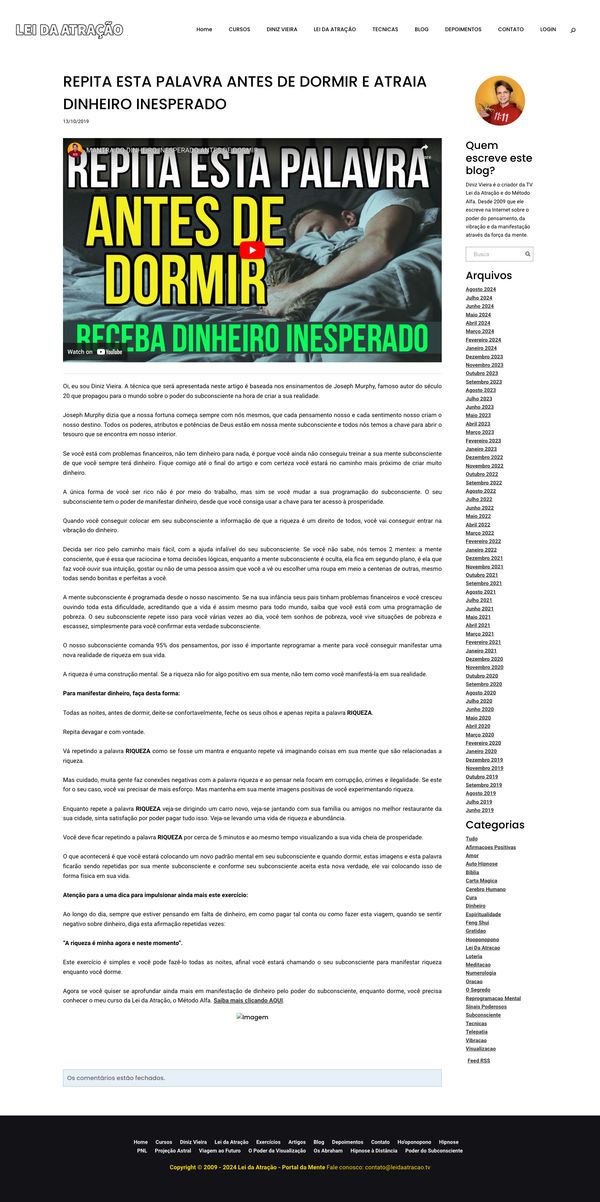 LEI DA ATRAÇÃO
Home CURSOS DINIZ VIEIRA LEI DA ATRAÇÃO TECNICAS BLOG DEPOIMENTOS CONTATO LOGIN
REPITA ESTA PALAVRA ANTES DE DORMIR E ATRAIA
DINHEIRO INESPERADO
13/10/2019
MANTRA DO DINHEIRO INESPERADO ANTES DE DORMIR
REPITA ESTA PALAVRA
ANTES DE
DORMIR
RECEBA DINHEIRO INESPERADO
Watch on YouTube
Oi, eu sou Diniz Vieira. A técnica que será apresentada neste artigo é baseada nos ensinamentos de Joseph Murphy, famoso autor do século
20 que propagou para o mundo sobre o poder do subconsciente na hora de criar a sua realidade.
Joseph Murphy dizia que a nossa fortuna começa sempre com nós mesmos, que cada pensamento nosso e cada sentimento nosso criam o
nosso destino. Todos os poderes, atributos e potências de Deus estão em nossa mente subconsciente e todos nós temos a chave para abrir o
tesouro que se encontra em nosso interior.
Se você está com problemas financeiros, não tem dinheiro para nada, é porque você ainda não conseguiu treinar a sua mente subconsciente
de que você sempre terá dinheiro. Fique comigo até o final do artigo e com certeza você estará no caminho mais próximo de criar muito
dinheiro.
A única forma de você ser rico não é por meio do trabalho, mas sim se você mudar a sua programação do subconsciente. O seu
subconsciente tem o poder de manifestar dinheiro, desde que você consiga usar a chave para ter acesso à prosperidade.
Quando você conseguir colocar em seu subconsciente a informação de que a riqueza é um direito de todos, você vai conseguir entrar na
vibração do dinheiro.
Decida ser rico pelo caminho mais fácil, com a ajuda infalível do seu subconsciente. Se você não sabe, nós temos 2 mentes: a mente
consciente, que é essa que raciocina e toma decisões lógicas, enquanto a mente subconsciente é oculta, ela fica em segundo plano, é ela que
faz você ouvir sua intuição, gostar ou não de uma pessoa assim que você a vê ou escolher uma roupa em meio a centenas de outras, mesmo
todas sendo bonitas e perfeitas a você.
A mente subconsciente é programada desde o nosso nascimento. Se na sua infância seus pais tinham problemas financeiros e você cresceu
ouvindo toda esta dificuldade, acreditando que a vida é assim mesmo para todo mundo, saiba que você está com uma programação de
pobreza. O seu subconsciente repete isso para você várias vezes ao dia, você tem sonhos de pobreza, você vive situações de pobreza e
escassez, simplesmente para você confirmar esta verdade subconsciente.
O nosso subconsciente comanda 95% dos pensamentos, por isso é importante reprogramar a mente para você conseguir manifestar uma
nova realidade de riqueza em sua vida.
A riqueza é uma construção mental. Se a riqueza não for algo positivo em sua mente, não tem como você manifestá-la em sua realidade.
Para manifestar dinheiro, faça desta forma:
Todas as noites, antes de dormir, deite-se confortavelmente, feche os seus olhos e apenas repita a palavra RIQUEZA.
Repita devagar e com vontade.
Vá repetindo a palavra RIQUEZA como se fosse um mantra e enquanto repete vá imaginando coisas em sua mente que são relacionadas a
riqueza.
Mas cuidado, muita gente faz conexões negativas com a palavra riqueza e ao pensar nela focam em corrupção, crimes e ilegalidade. Se este
for o seu caso, você vai precisar de mais esforço. Mas mantenha em sua mente imagens positivas de você experimentando riqueza.
Enquanto repete a palavra RIQUEZA veja-se dirigindo um carro novo, veja-se jantando com sua família ou amigos no melhor restaurante da
sua cidade, sinta satisfação por poder pagar tudo isso. Veja-se levando uma vida de riqueza e abundância.
Você deve ficar repetindo a palavra RIQUEZA por cerca de 5 minutos e ao mesmo tempo visualizando a sua vida cheia de prosperidade.
O que acontecerá é que você estará colocando um novo padrão mental em seu subconsciente e quando dormir, estas imagens e esta palavra
ficarão sendo repetidas por sua mente subconsciente e conforme seu subconsciente aceita esta nova verdade, ele vai colocando isso de
forma física em sua vida.
Atenção para a uma dica para impulsionar ainda mais este exercício:
Ao longo do dia, sempre que estiver pensando em falta de dinheiro, em como pagar tal conta ou como fazer esta viagem, quando se sentir
negativo sobre dinheiro, diga esta afirmação repetidas vezes:
"A riqueza é minha agora e neste momento".
Este exercício é simples e você pode fazê-lo todas as noites, afinal você estará chamando o seu subconsciente para manifestar riqueza
enquanto você dorme.
Agora se você quiser se aprofundar ainda mais em manifestação de dinheiro pelo poder do subconsciente, enquanto dorme, você precisa
conhecer o meu curso da Lei da Atração, o Método Alfa. Saiba mais clicando AQUI.
Imagem
Os comentários estão fechados.
11:11
Quem
escreve este
blog?
Diniz Vieira é o criador da TV
Lei da Atração e do Método
Alfa. Desde 2009 que ele
escreve na Internet sobre o
poder do pensamento, da
vibração e da manifestação
através da força da mente.
Busca
Arquivos
Agosto 2024
Julho 2024
Junho 2024
Maio 2024
Abril 2024
Março 2024
Fevereiro 2024
Janeiro 2024
Dezembro 2023
Novembro 2023
Outubro 2023
Setembro 2023
Agosto 2023
Julho 2023
Junho 2023
Maio 2023
Abril 2023
Março 2023
Fevereiro 2023
Janeiro 2023
Dezembro 2022
Novembro 2022
Outubro 2022
Setembro 2022
Agosto 2022
Julho 2022
Junho 2022
Maio 2022
Abril 2022
Março 2022
Fevereiro 2022
Janeiro 2022
Dezembro 2021
Novembro 2021
Outubro 2021
Setembro 2021
Agosto 2021
Julho 2021
Junho 2021
Maio 2021
Abril 2021
Março 2021
Fevereiro 2021
Janeiro 2021
Dezembro 2020
Novembro 2020
Outubro 2020
Setembro 2020
Agosto 2020
Julho 2020
Junho 2020
Maio 2020
Abril 2020
Março 2020
Fevereiro 2020
Janeiro 2020
Dezembro 2019
Novembro 2019
Outubro 2019
Setembro 2019
Agosto 2019
Julho 2019
Junho 2019
Categorias
Tudo
Afirmacoes Positivas
Amor
Auto Hipnose
Bíblia
Carta Magica
Cerebro Humano
Cura
Dinheiro
Espiritualidade
Feng Shui
Gratidao
Hooponopono
Lei Da Atracao
Loteria
Meditacao
Numerologia
Oracao
O Segredo
Reprogramacao Mental
Sinais Poderosos
Subconsciente
Tecnicas
Telepatia
Vibracao
Visualizacao
Feed RSS
Home Cursos Diniz Vieira Lei da Atração Exercícios Artigos Blog Depoimentos Contato Ho'oponopono Hipnose
PNL Projeção Astral Viagem ao Futuro O Poder da Visualização Os Abraham Hipnose à Distância Poder do Subconsciente
Copyright © 2009 - 2024 Lei da Atração - Portal da Mente Fale conosco: contato@leidaatracao.tv